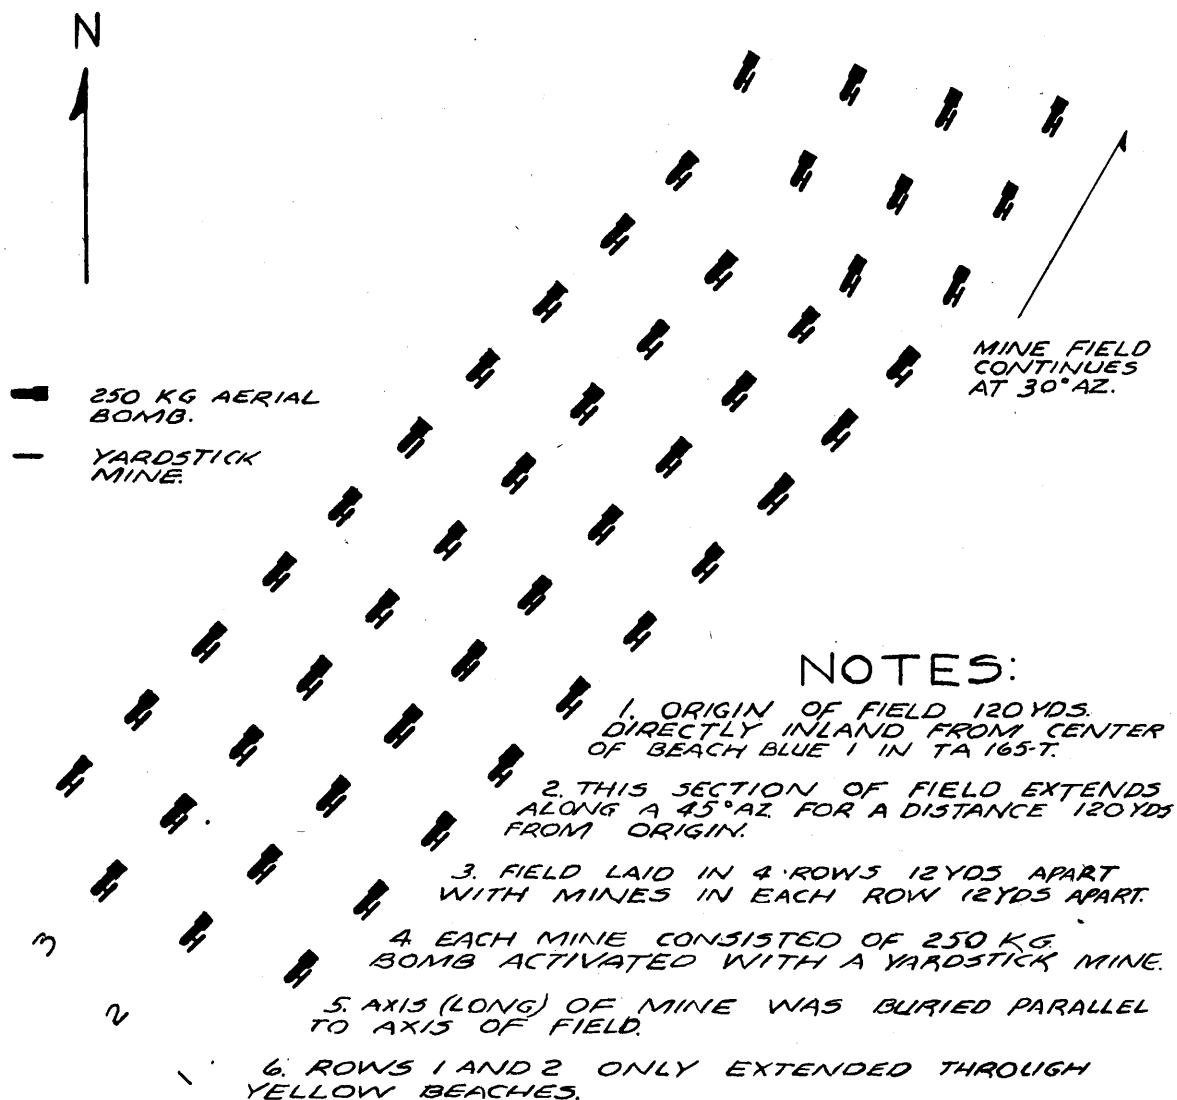 N
MINE FIELD
CONTINUES
AT 30° AZ.
250 KG AERIAL
BOMB.
YARDSTICK
MINE.
NOTES:
1. ORIGIN OF FIELD 120 YDS.
DIRECTLY INLAND FROM CENTER
OF BEACH BLUE 1 IN TA 165-T.
2. THIS SECTION OF FIELD EXTENDS
ALONG A 45° AZ. FOR A DISTANCE 120 YDS
FROM ORIGIN.
3. FIELD LAID IN 4 ROWS 12 YDS APART
WITH MINES IN EACH ROW 12 YDS APART.
4. EACH MINE CONSISTED OF 250 KG.
BOMB ACTIVATED WITH A YARDSTICK MINE.
5. AXIS (LONG) OF MINE WAS BURIED PARALLEL
TO AXIS OF FIELD.
6. ROWS 1 AND 2 ONLY EXTENDED THROUGH
YELLOW BEACHES.
3
2
1